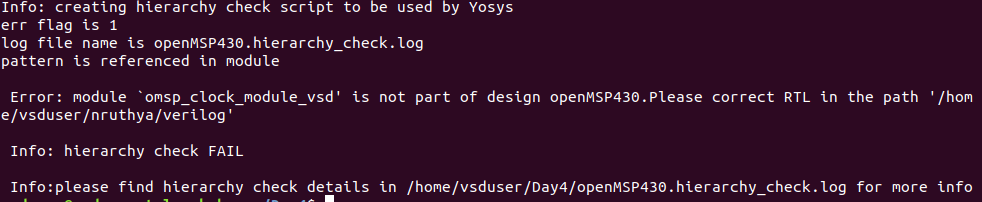 Info: creating hierarchy check script to be used by Yosys
err flag is 1
log file name is openMSP430.hierarchy_check.log
pattern is referenced in module
Error: module `omsp_clock_module_vsd' is not part of design openMSP430.Please correct RTL in the path '/hom
e/vsduser/nruthya/verilog'
Info: hierarchy check FAIL
Info:please find hierarchy check details in /home/vsduser/Day4/openMSP430.hierarchy_check.log for more info